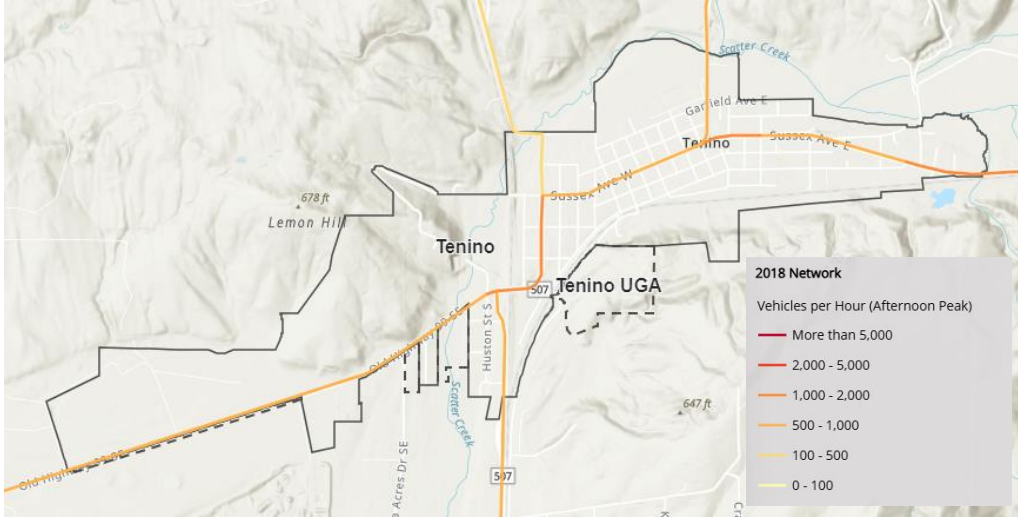 Scatter Creek
Garfield Ave E
Tenino
Sussex Ave E
Sussex Ave W
678 ft
Lemon Hill
Tenino
507
Tenino UGA
Old Highway 99 SE
Huston St S
Scatter Creek
647 ft
Old Highway 99 SE
a Acres Dr SE
507
K
Cra
2018 Network
Vehicles per Hour (Afternoon Peak)
More than 5,000
2,000 - 5,000
1,000 - 2,000
500 - 1,000
100 - 500
0 - 100